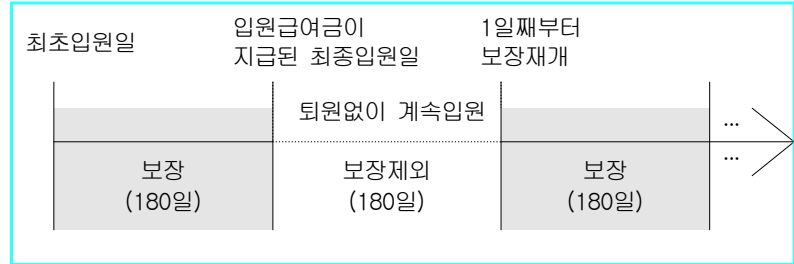 최초입원일
입원급여금이
지급된 최종입원일
1일째부터
보장재개
퇴원없이 계속입원
...
...
보장
(180일)
보장제외
(180일)
보장
(180일)